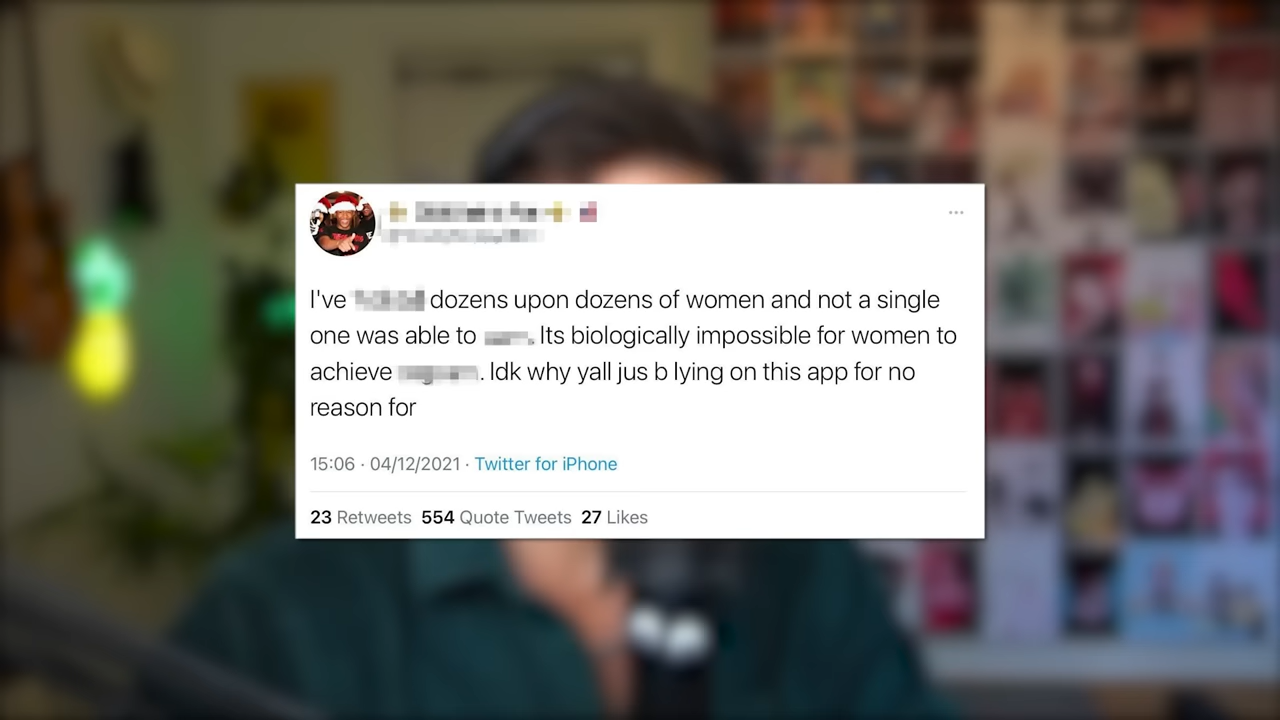 I've dozens upon dozens of women and not a single
one was able to Its biologically impossible for women to
achieve . Idk why yall jus b lying on this app for no
reason for
15:06 · 04/12/2021 · Twitter for iPhone
23 Retweets 554 Quote Tweets 27 Likes